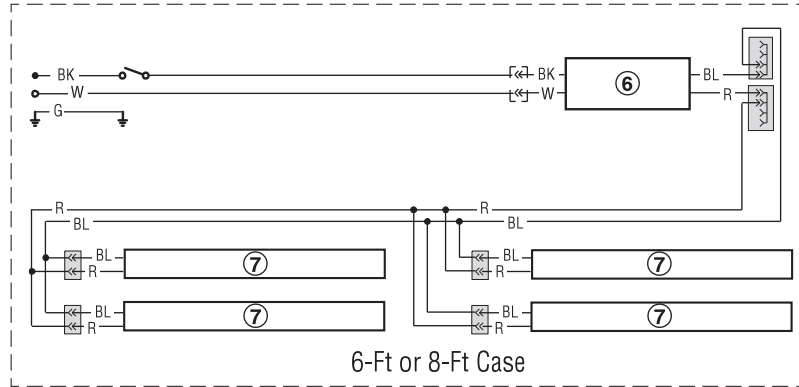 BK BK 6 BL
W W R
G
R R
BL BL
BL 7 BL 7
R R
BL 7 BL 7
R R
6-Ft or 8-Ft Case